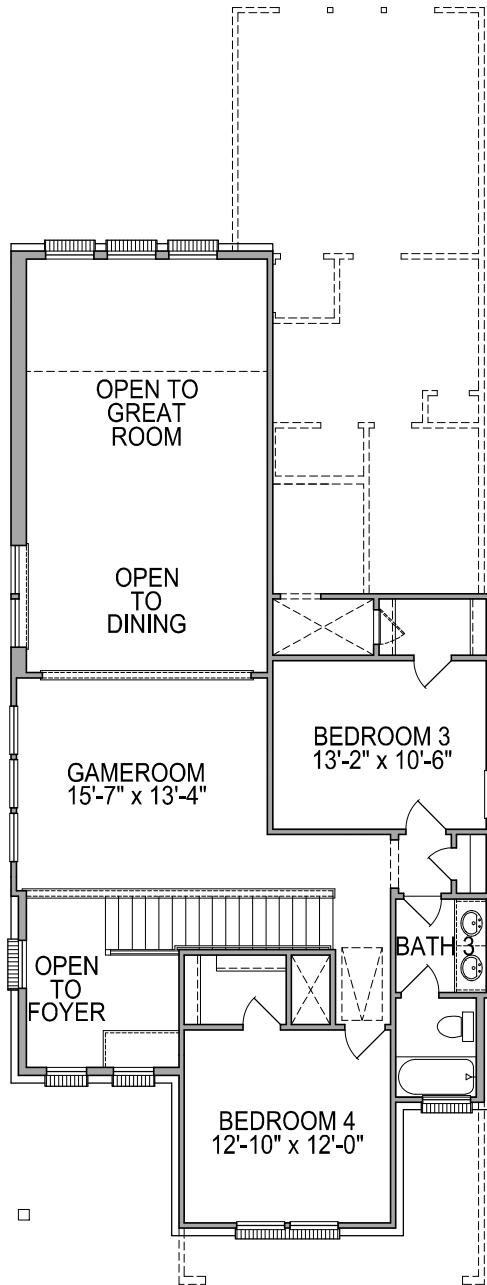 OPEN TO
GREAT
ROOM
OPEN
TO
DINING
BEDROOM 3
13'-2" x 10'-6"
GAMEROOM
15'-7" x 13'-4"
BATH 3
OPEN
TO
FOYER
BEDROOM 4
12'-10" x 12'-0"